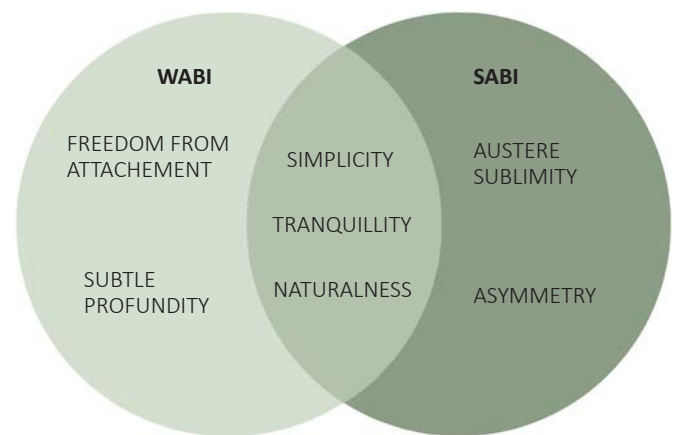 WABI
FREEDOM FROM
ATTACHEMENT
SUBTLE
PROFUNDITY
SIMPLICITY
TRANQUILLITY
NATURALNESS
SABI
AUSTERE
SUBLIMITY
ASYMMETRY